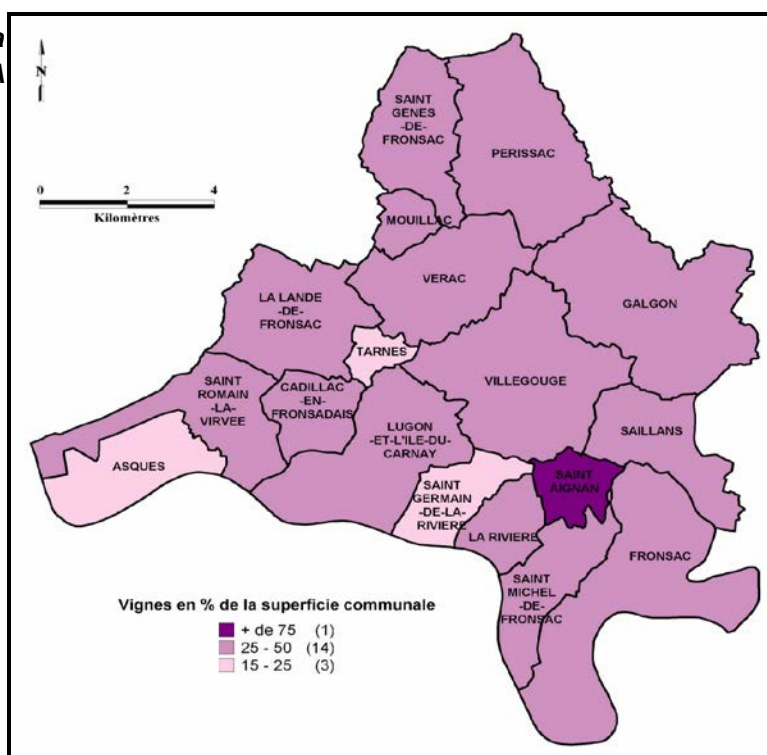 N
0 2 4
Kilomètres
SAINT
GENES
-DE-
FRONSAC
PERISSAC
MOUILLAC
VERAC
GALGON
LA LANDE
-DE-
FRONSAC
TARNES
VILLEGOUGE
SAINT
ROMAIN
-LA-
VIRVEE
CADILLAC
-EN-
FRONSADAIS
LUGON
-ET-L'ILE-DU-
CARNAY
SAILLANS
ASQUES
SAINT
GERMAIN
-DE-LA-
RIVIERE
SAINT
AIGNAN
LA RIVIERE
FRONSAC
SAINT
MICHEL
-DE-
FRONSAC
Vignes en % de la superficie communale
+ de 75 (1)
25 - 50 (14)
15 - 25 (3)